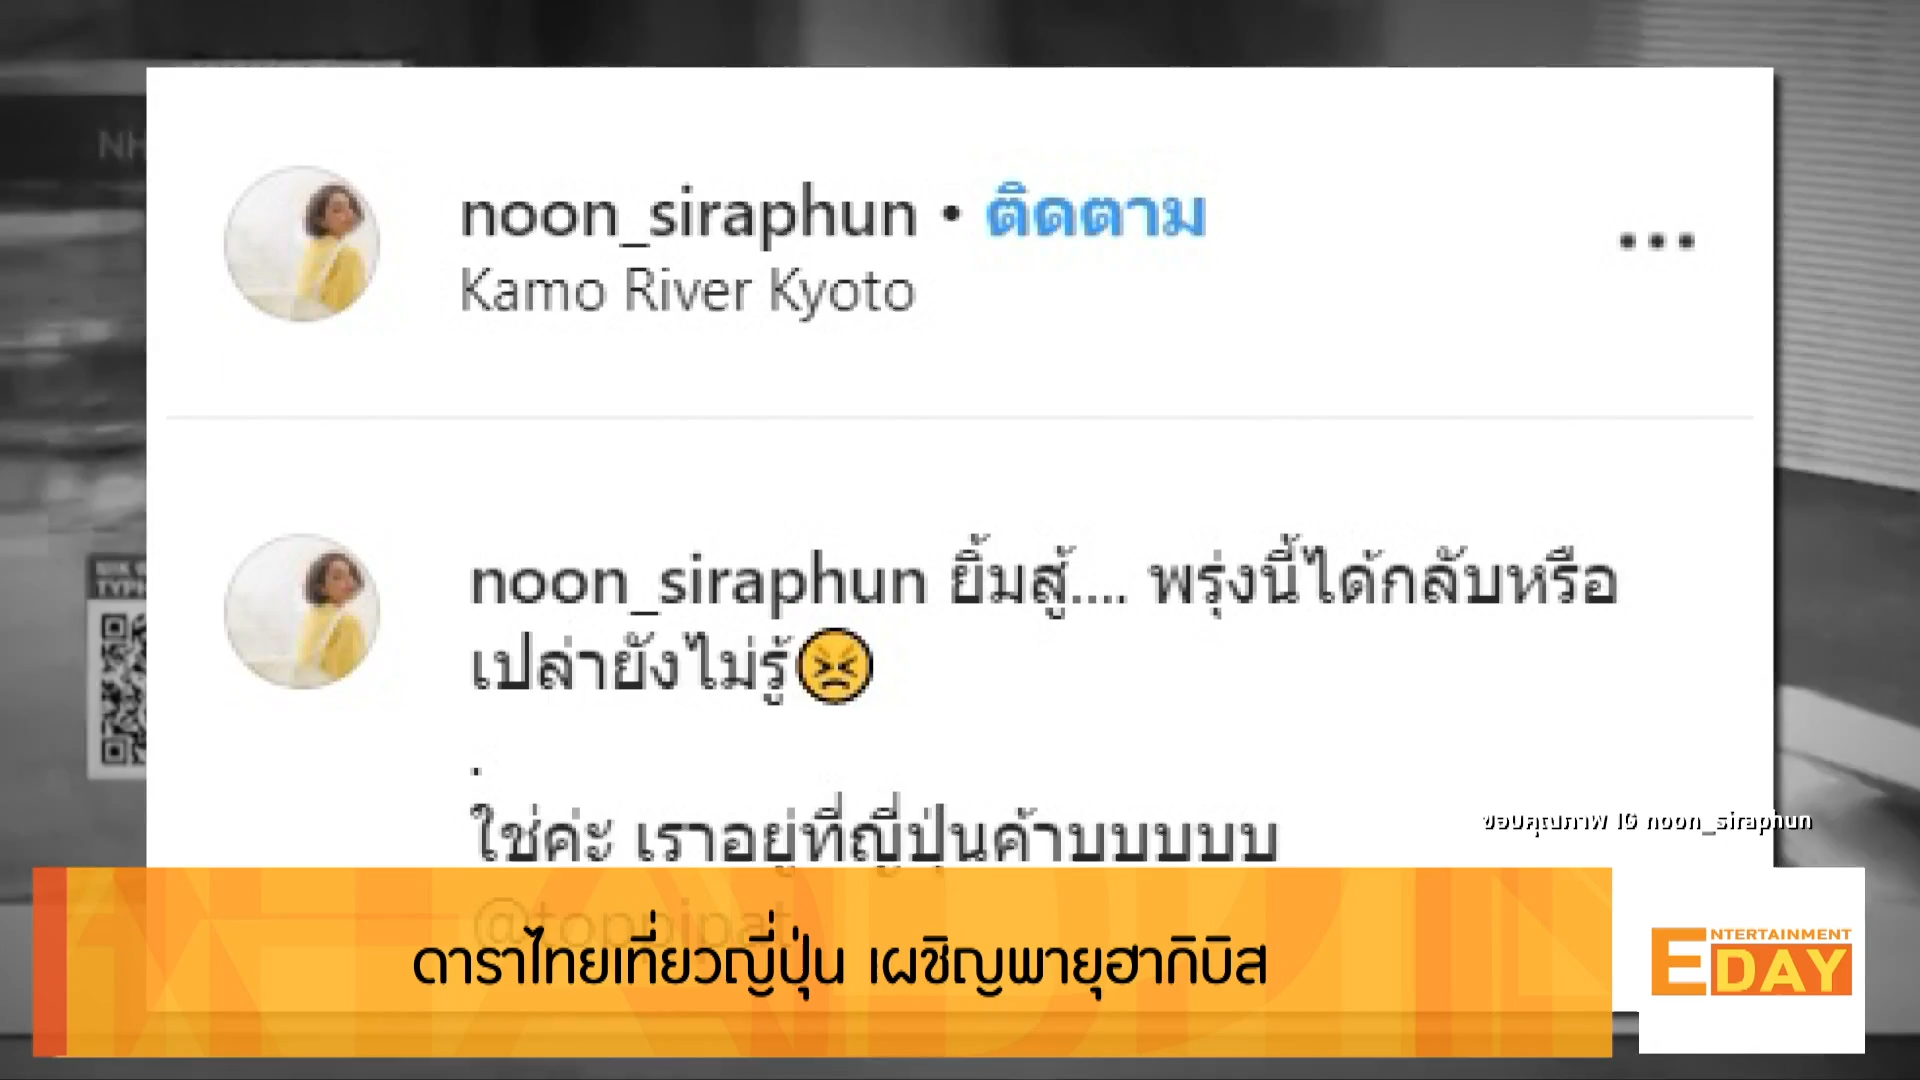 NH
noon_siraphun • ติดตาม
Kamo River Kyoto
noon_siraphun ยิ้มสู้.... พรุ่งนี้ได้กลับหรือ
เปล่ายังไม่รู้😣
.
ใช่ค่ะ เราอยู่ที่ญี่ปุ่นค้าบบบบบ
@toppipat
ขอบคุณภาพ IG noon_siraphun
ดาราไทยเที่ยวญี่ปุ่น เผชิญพายุฮากิบิส
ENTERTAINMENT
DAY